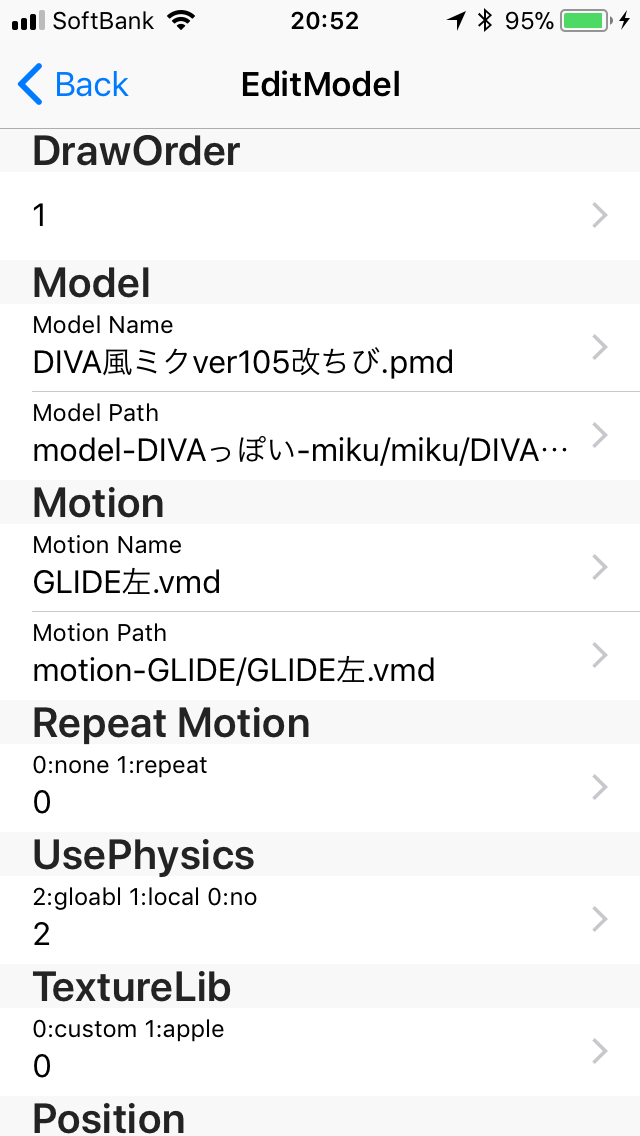 SoftBank 20:52 95%
Back EditModel
DrawOrder
1
Model
Model Name
DIVA風ミクver105改ちび.pmd
Model Path
model-DIVAっぽい-miku/miku/DIVA…
Motion
Motion Name
GLIDE左.vmd
Motion Path
motion-GLIDE/GLIDE左.vmd
Repeat Motion
0:none 1:repeat
0
UsePhysics
2:gloabl 1:local 0:no
2
TextureLib
0:custom 1:apple
0
Position